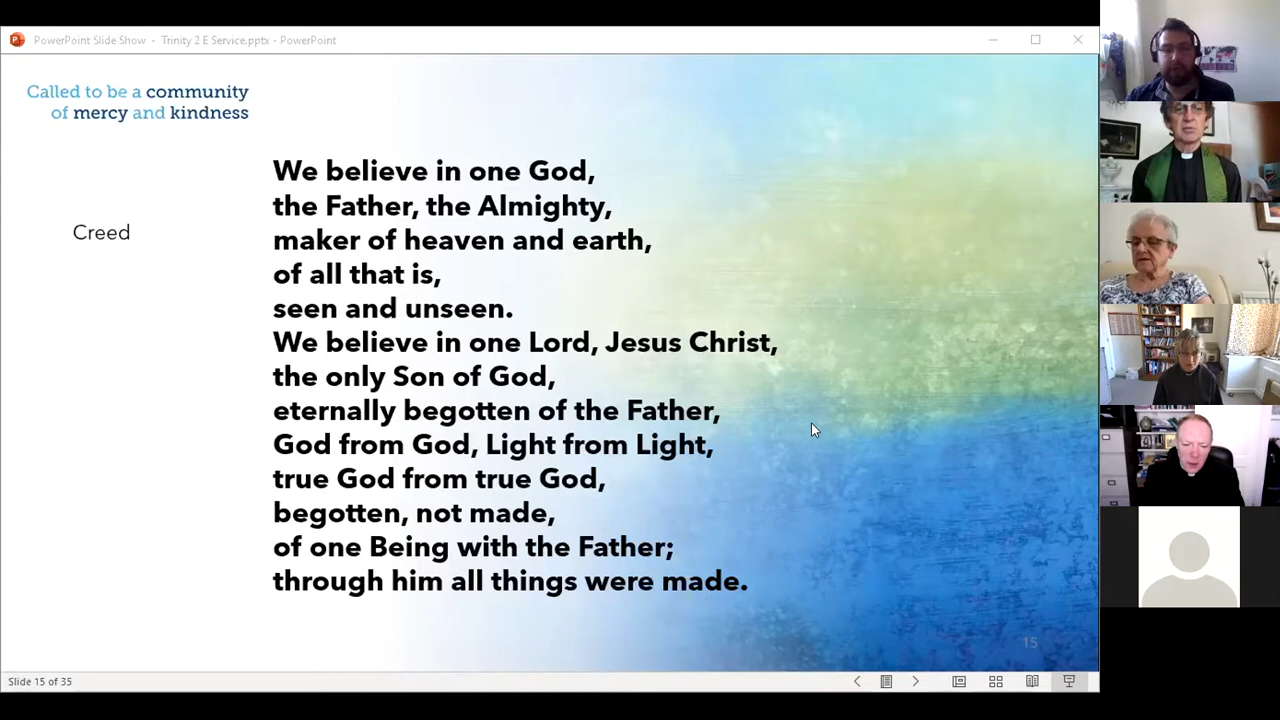 PowerPoint Slide Show - Trinity 2 E Service.pptx - PowerPoint
Called to be a community
of mercy and kindness
Creed
We believe in one God,
the Father, the Almighty,
maker of heaven and earth,
of all that is,
seen and unseen.
We believe in one Lord, Jesus Christ,
the only Son of God,
eternally begotten of the Father,
God from God, Light from Light,
true God from true God,
begotten, not made,
of one Being with the Father;
through him all things were made.
15
Slide 15 of 35